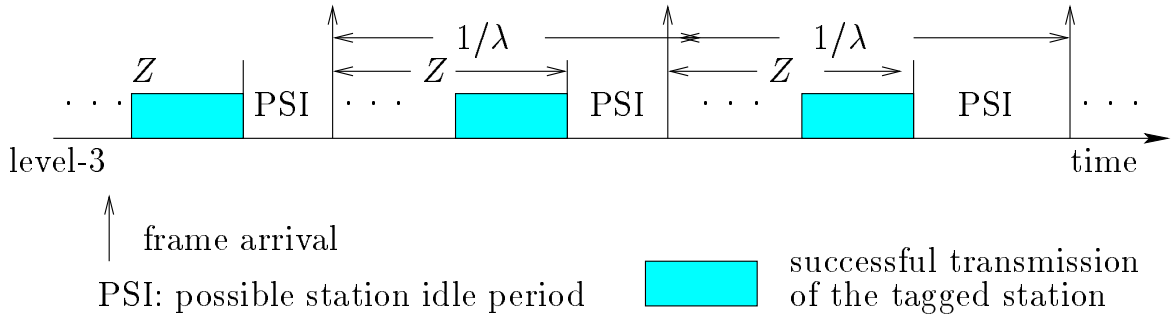 1/λ 1/λ
Z Z Z
· · · PSI · · · PSI · · · PSI · · ·
level-3 time
frame arrival
PSI: possible station idle period
successful transmission
of the tagged station